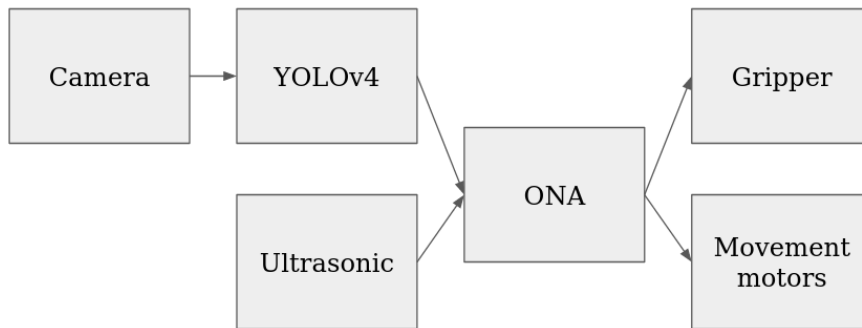 Camera
YOLOv4
Gripper
ONA
Ultrasonic
Movement
motors